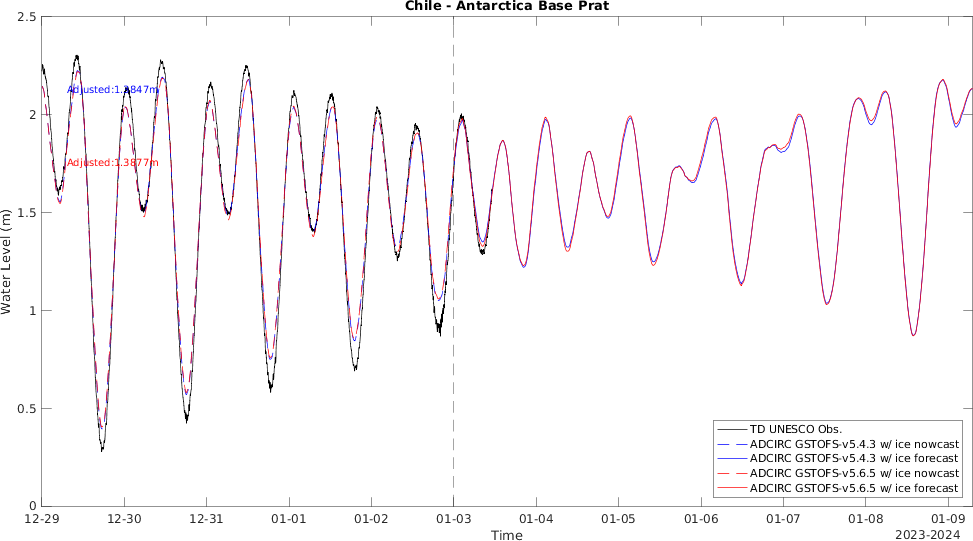 Chile - Antarctica Base Prat
2.5
2
1.5
1
0.5
0
Water Level (m)
Adjusted:1.3847m
Adjusted:1.3877m
TD UNESCO Obs.
ADCIRC GSTOFS-v5.4.3 w/ ice nowcast
ADCIRC GSTOFS-v5.4.3 w/ ice forecast
ADCIRC GSTOFS-v5.6.5 w/ ice nowcast
ADCIRC GSTOFS-v5.6.5 w/ ice forecast
12-29 12-30 12-31 01-01 01-02 01-03 01-04 01-05 01-06 01-07 01-08 01-09
Time
2023-2024